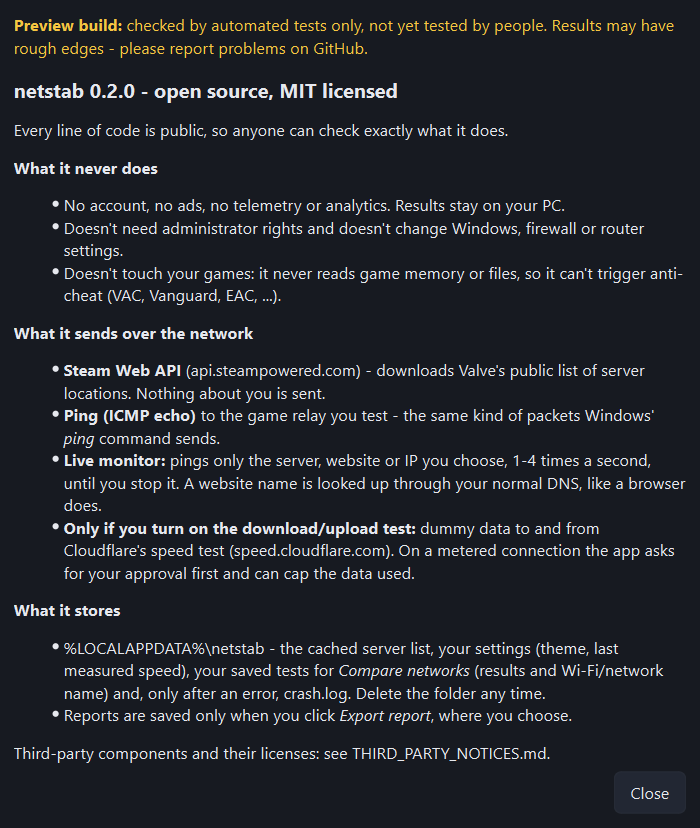 Preview build: checked by automated tests only, not yet tested by people. Results may have
rough edges - please report problems on GitHub.
netstab 0.2.0 - open source, MIT licensed
Every line of code is public, so anyone can check exactly what it does.
What it never does
• No account, no ads, no telemetry or analytics. Results stay on your PC.
• Doesn't need administrator rights and doesn't change Windows, firewall or router
settings.
• Doesn't touch your games: it never reads game memory or files, so it can't trigger anti-
cheat (VAC, Vanguard, EAC, ...).
What it sends over the network
• Steam Web API (api.steampowered.com) - downloads Valve's public list of server
locations. Nothing about you is sent.
• Ping (ICMP echo) to the game relay you test - the same kind of packets Windows'
ping command sends.
• Live monitor: pings only the server, website or IP you choose, 1-4 times a second,
until you stop it. A website name is looked up through your normal DNS, like a browser
does.
• Only if you turn on the download/upload test: dummy data to and from
Cloudflare's speed test (speed.cloudflare.com). On a metered connection the app asks
for your approval first and can cap the data used.
What it stores
• %LOCALAPPDATA%\netstab - the cached server list, your settings (theme, last
measured speed), your saved tests for Compare networks (results and Wi-Fi/network
name) and, only after an error, crash.log. Delete the folder any time.
• Reports are saved only when you click Export report, where you choose.
Third-party components and their licenses: see THIRD_PARTY_NOTICES.md.
Close